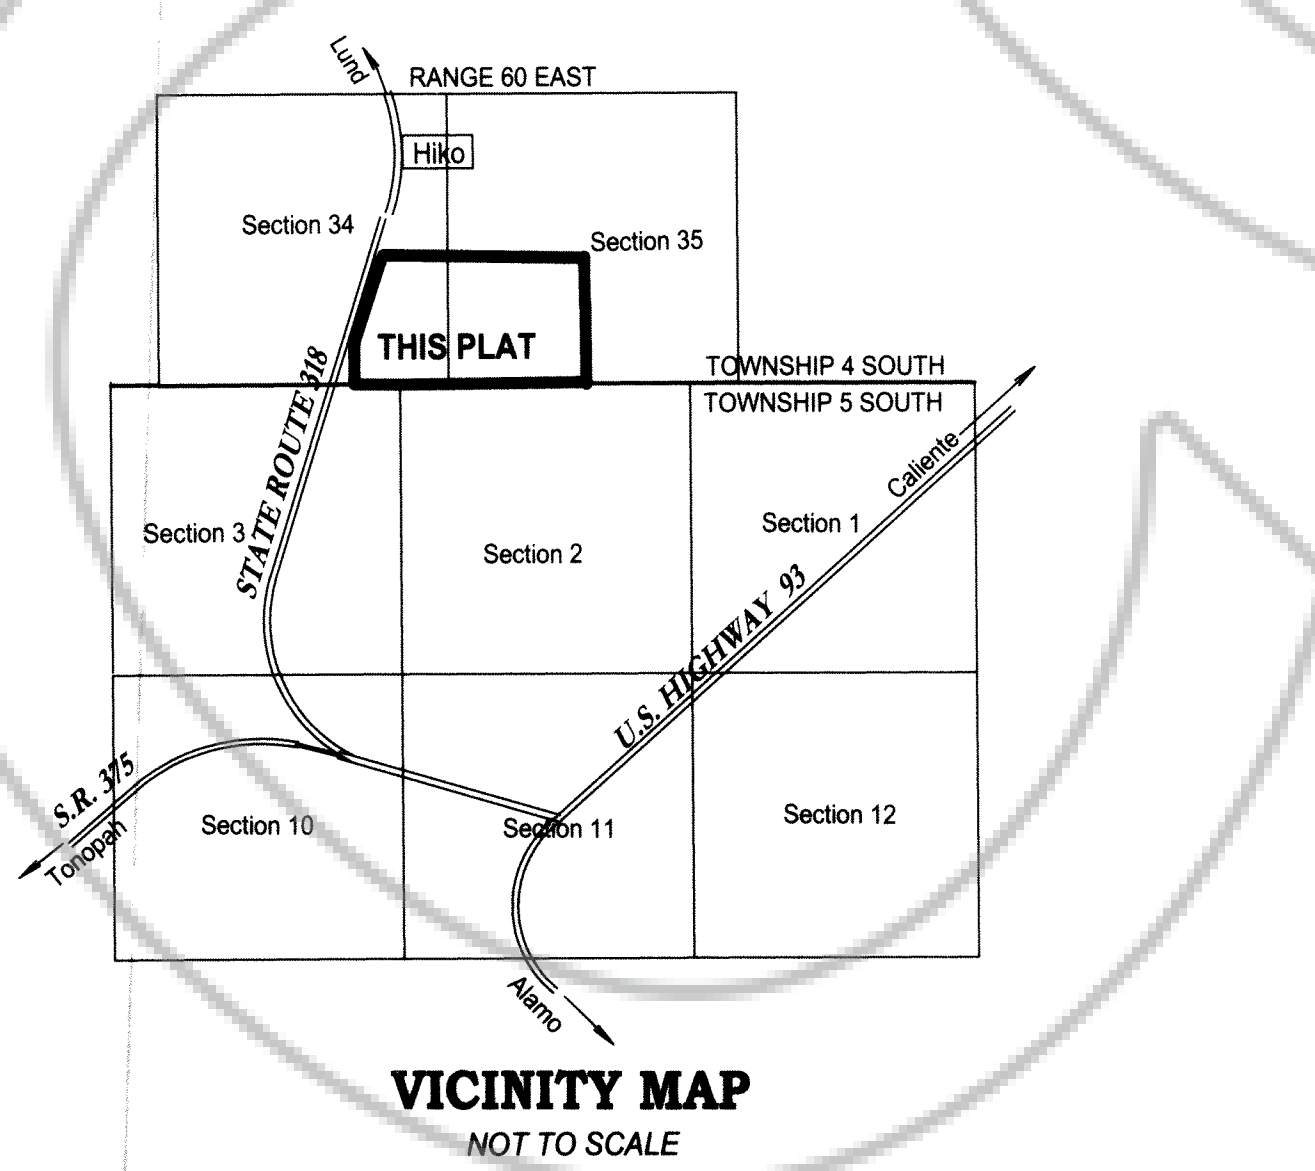 Lund
RANGE 60 EAST
Hiko
Section 34
Section 35
THIS PLAT
STATE ROUTE 318
TOWNSHIP 4 SOUTH
TOWNSHIP 5 SOUTH
Caliente
Section 3
Section 2
Section 1
U.S. HIGHWAY 93
S.R. 375
Tonopah
Section 10
Section 11
Section 12
Alamo
VICINITY MAP
NOT TO SCALE